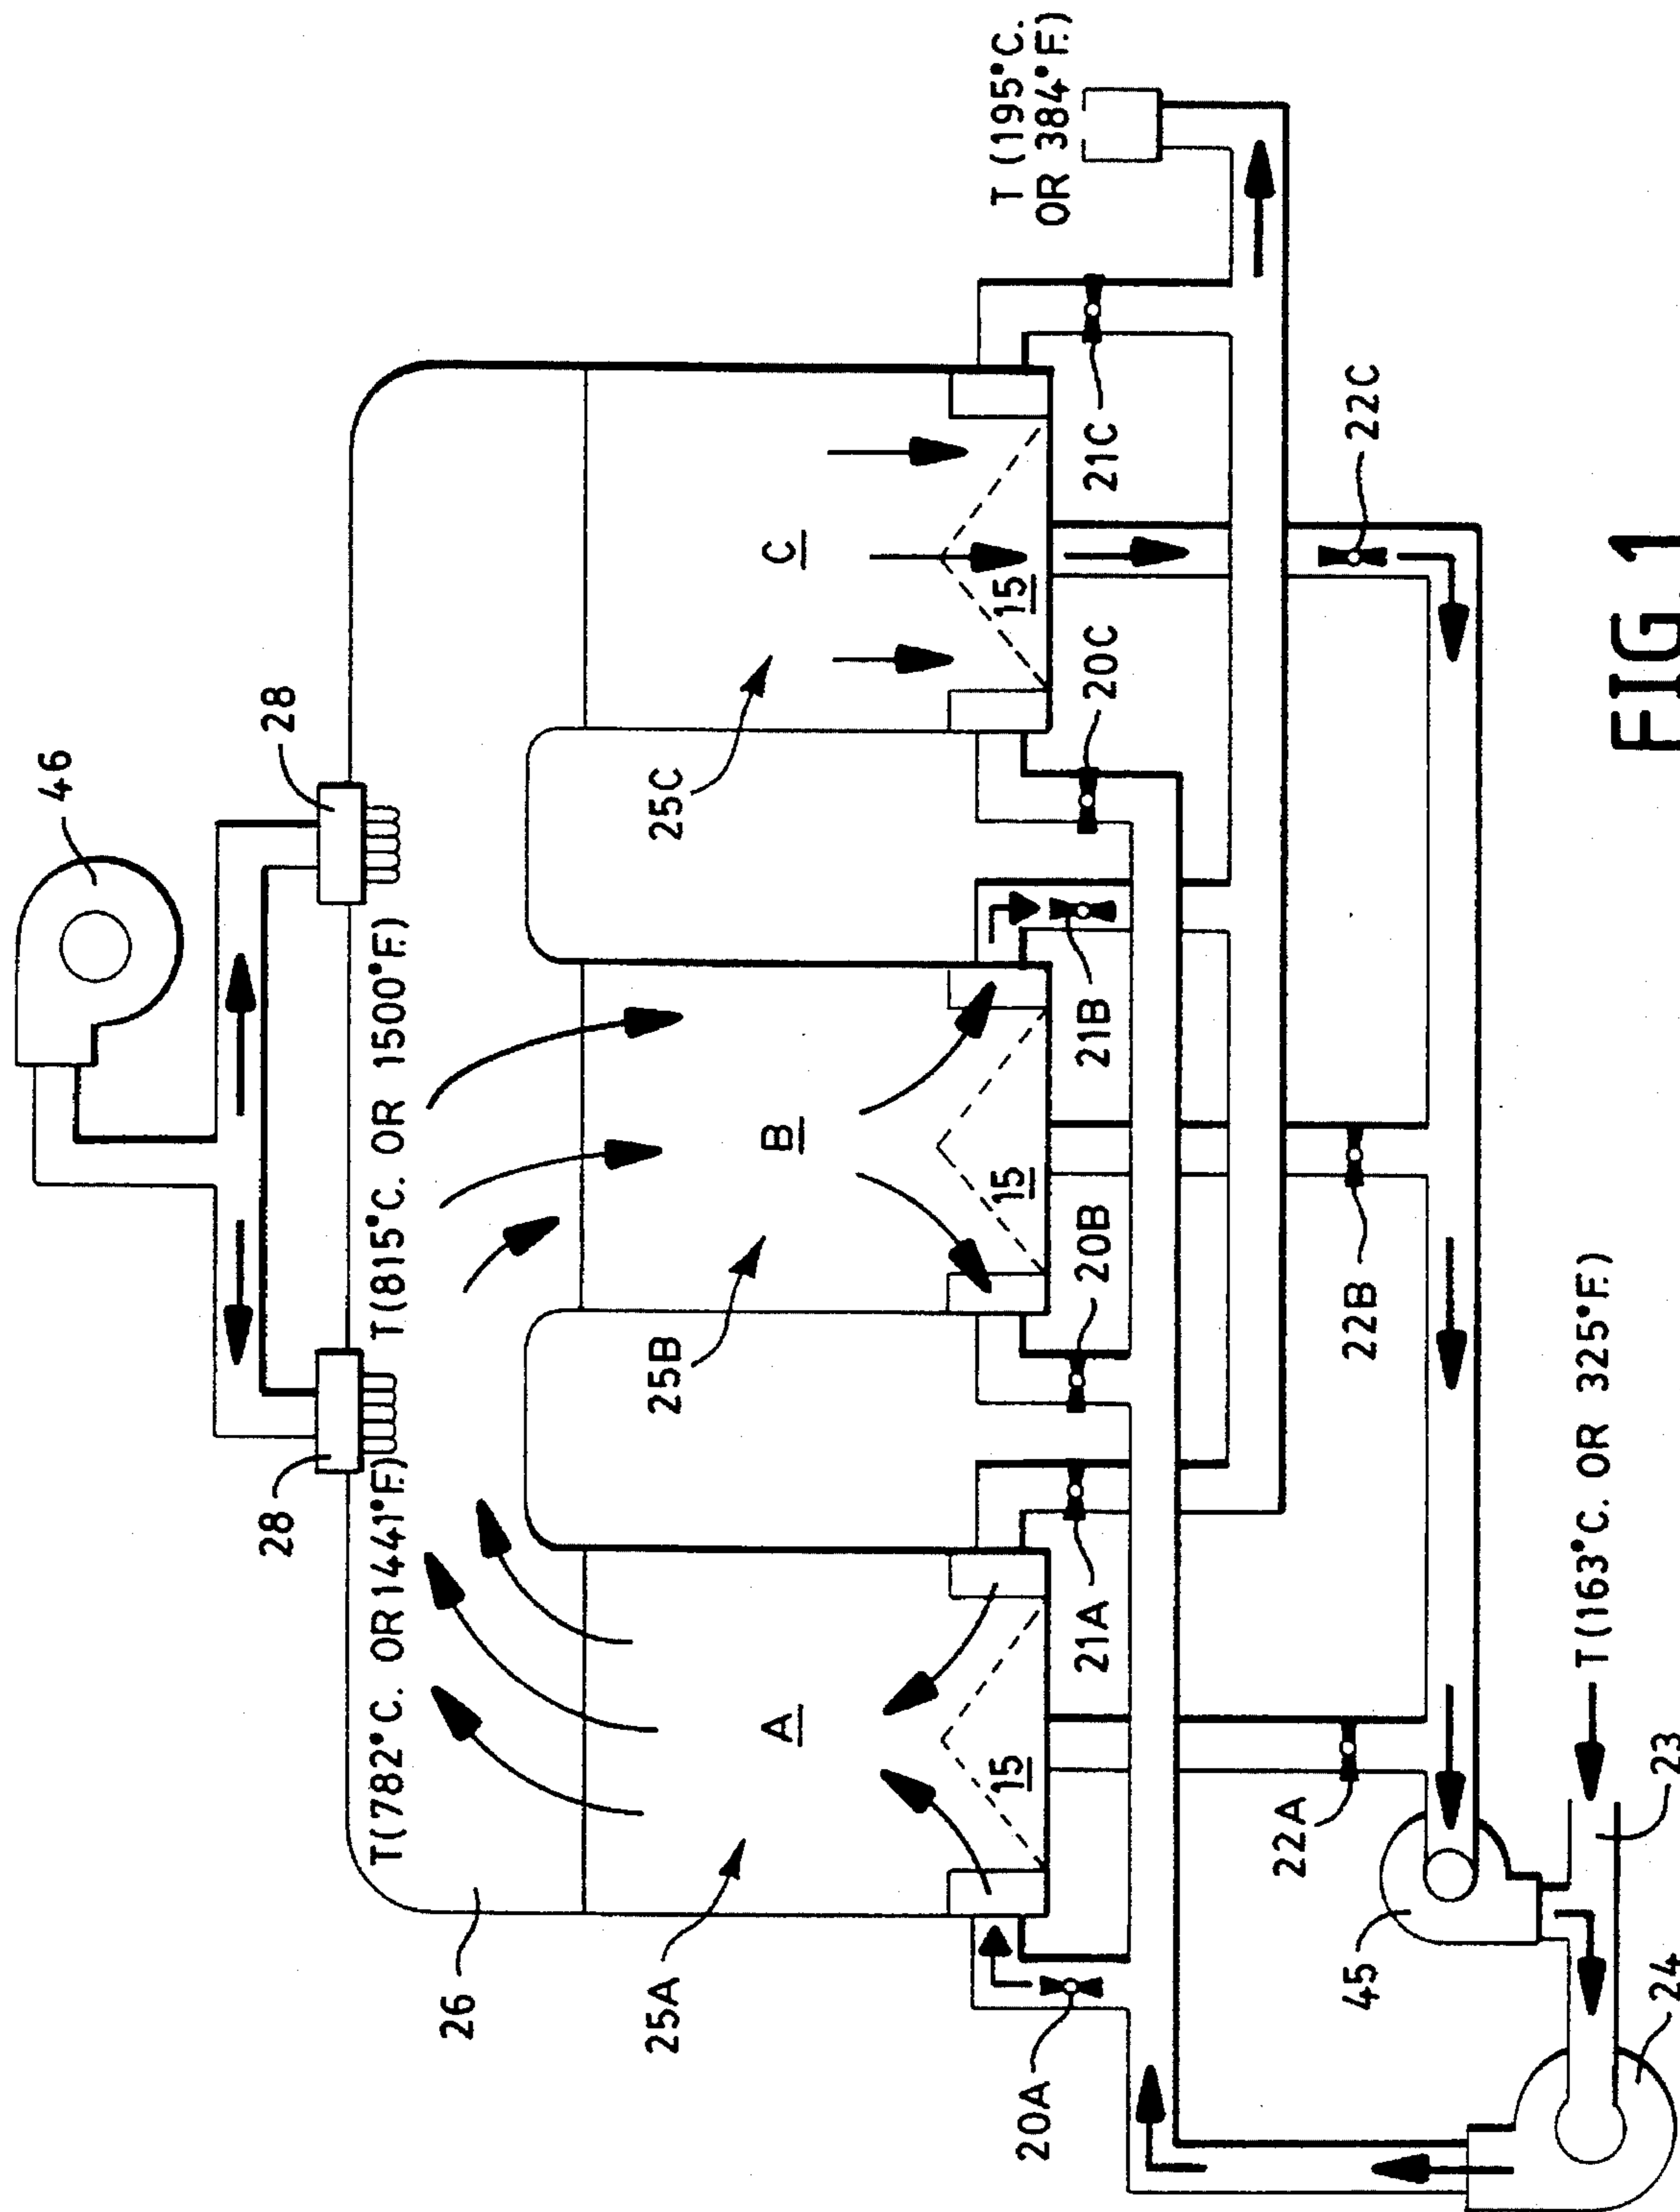 46
28
28
T(782°C. OR 1441°F.)
T(815°C. OR 1500°F.)
26
25A
25B
25C
A
B
C
15
15
15
T (195°C.
OR 384°F.)
20A
21A
20B
21B
20C
21C
22A
22B
22C
45
T(163°C. OR 325°F.)
23
24
FIG. 1